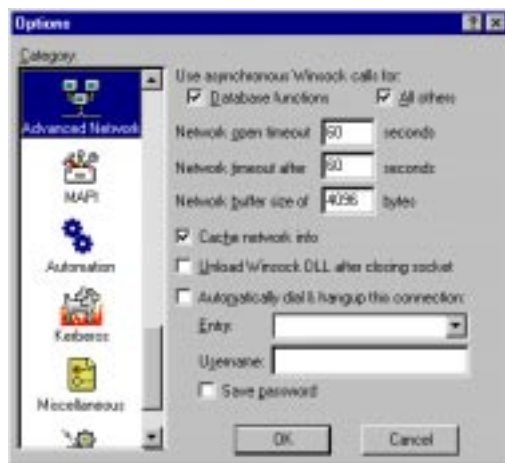 Options
Category:
Advanced Network
MAPI
Automation
Kerberos
Miscellaneous
Use asynchronous Winsock calls for:
Database functions All others
Network open timeout 60 seconds
Network timeout after 60 seconds
Network buffer size of 4096 bytes
Cache network info
Unload Winsock DLL after closing socket
Automatically dial & hangup this connection:
Entry:
Username:
Save password
OK Cancel